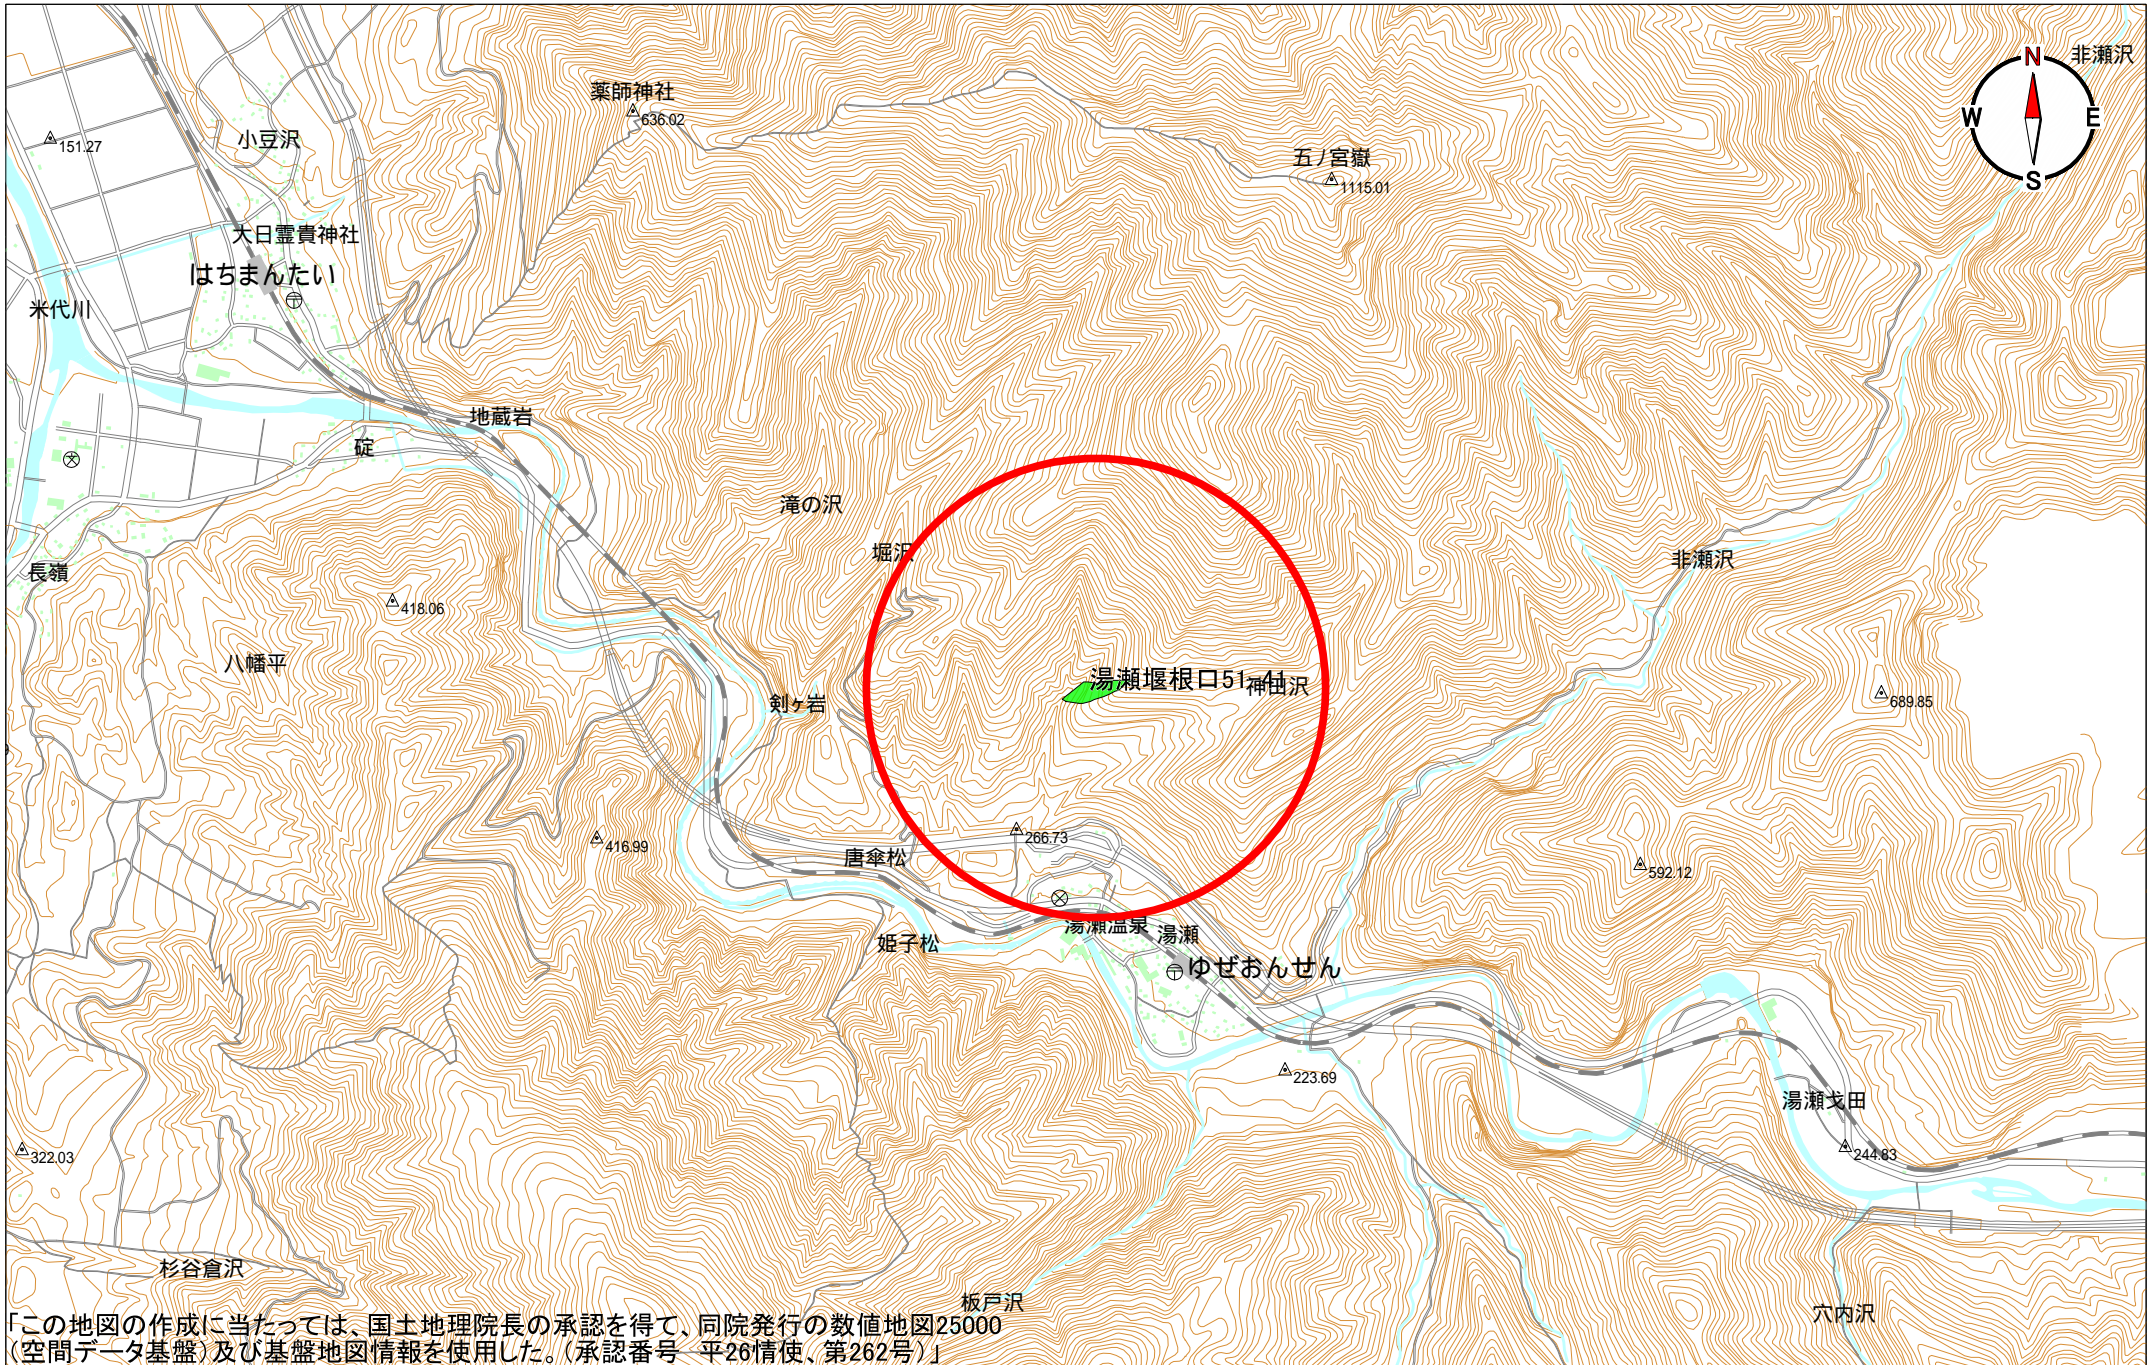 非瀬沢
N
W
E
S
薬師神社
636.02
151.27
小豆沢
五ノ宮嶽
1115.01
大日霊貴神社
はちまんたい
米代川
地蔵岩
碇
滝の沢
堀沢
非瀬沢
長嶺
418.06
八幡平
湯瀬堰根口51-41
神田沢
剣ヶ岩
689.85
416.99
266.73
唐傘松
592.12
湯瀬温泉
湯瀬
姫子松
ゆぜおんせん
223.69
湯瀬戈田
244.83
322.03
杉谷倉沢
板戸沢
穴内沢
「この地図の作成に当たっては、国土地理院長の承認を得て、同院発行の数値地図25000
（空間データ基盤）及び基盤地図情報を使用した。（承認番号　平26情使、第262号）」